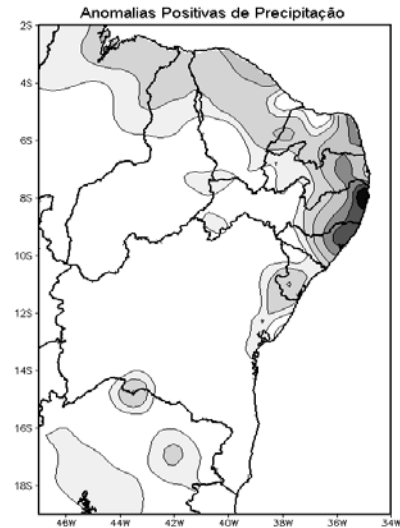 Anomalias Positivas de Precipitação
2S
4S
6S
8S
10S
12S
14S
16S
18S
46W 44W 42W 40W 38W 36W 34W